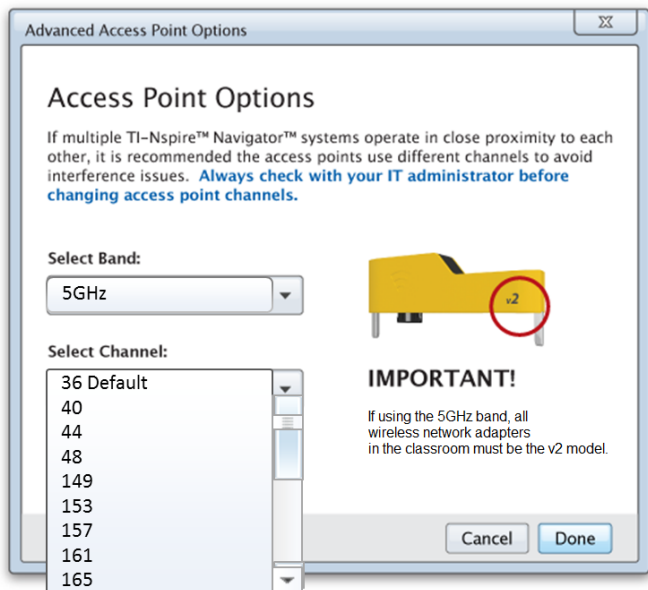 Advanced Access Point Options
Access Point Options
If multiple TI-Nspire™ Navigator™ systems operate in close proximity to each
other, it is recommended the access points use different channels to avoid
interference issues. Always check with your IT administrator before
changing access point channels.
Select Band:
5GHz
v2
Select Channel:
36 Default
40
44
48
149
153
157
161
165
IMPORTANT!
If using the 5GHz band, all
wireless network adapters
in the classroom must be the v2 model.
Cancel
Done